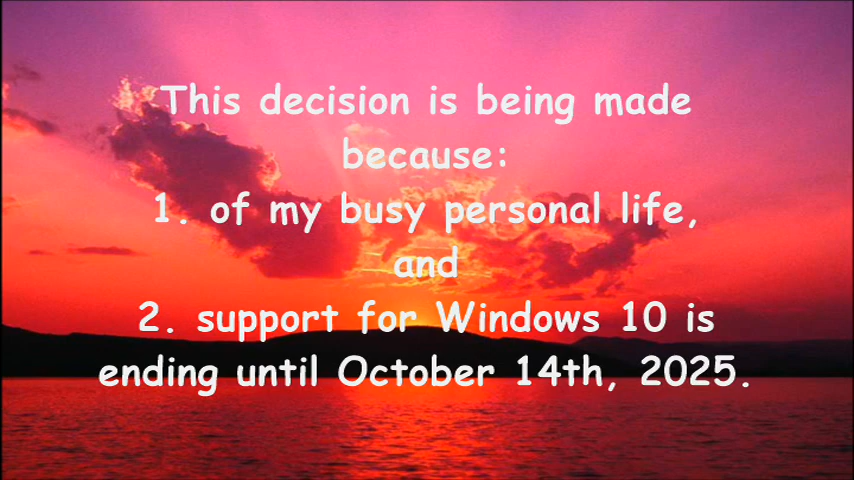 This decision is being made
because:
1. of my busy personal life,
and
2. support for Windows 10 is
ending until October 14th, 2025.